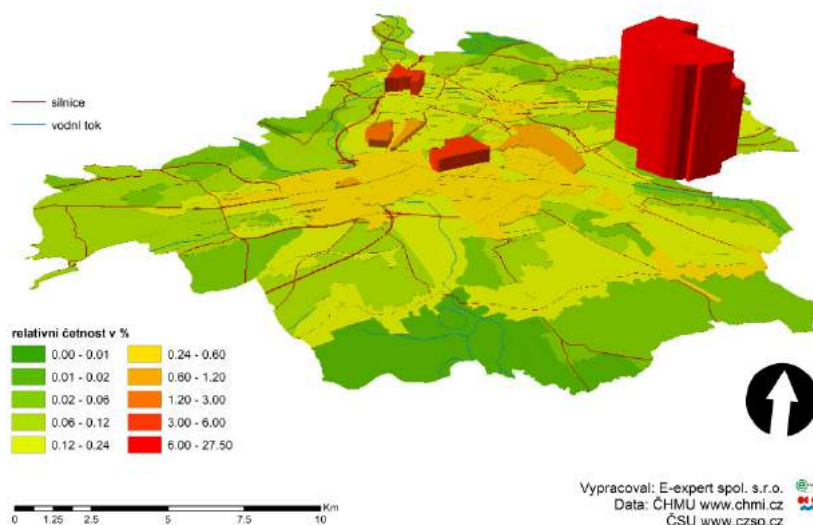 silnice
vodní tok
relativní četnost v %
0.00 - 0.01
0.01 - 0.02
0.02 - 0.06
0.06 - 0.12
0.12 - 0.24
0.24 - 0.60
0.60 - 1.20
1.20 - 3.00
3.00 - 6.00
6.00 - 27.50
Km
0 1.25 2.5 5 7.5 10
Vypracoval: E-expert spol. s.r.o.
Data: ČHMU www.chmi.cz
ČSU www.czso.cz